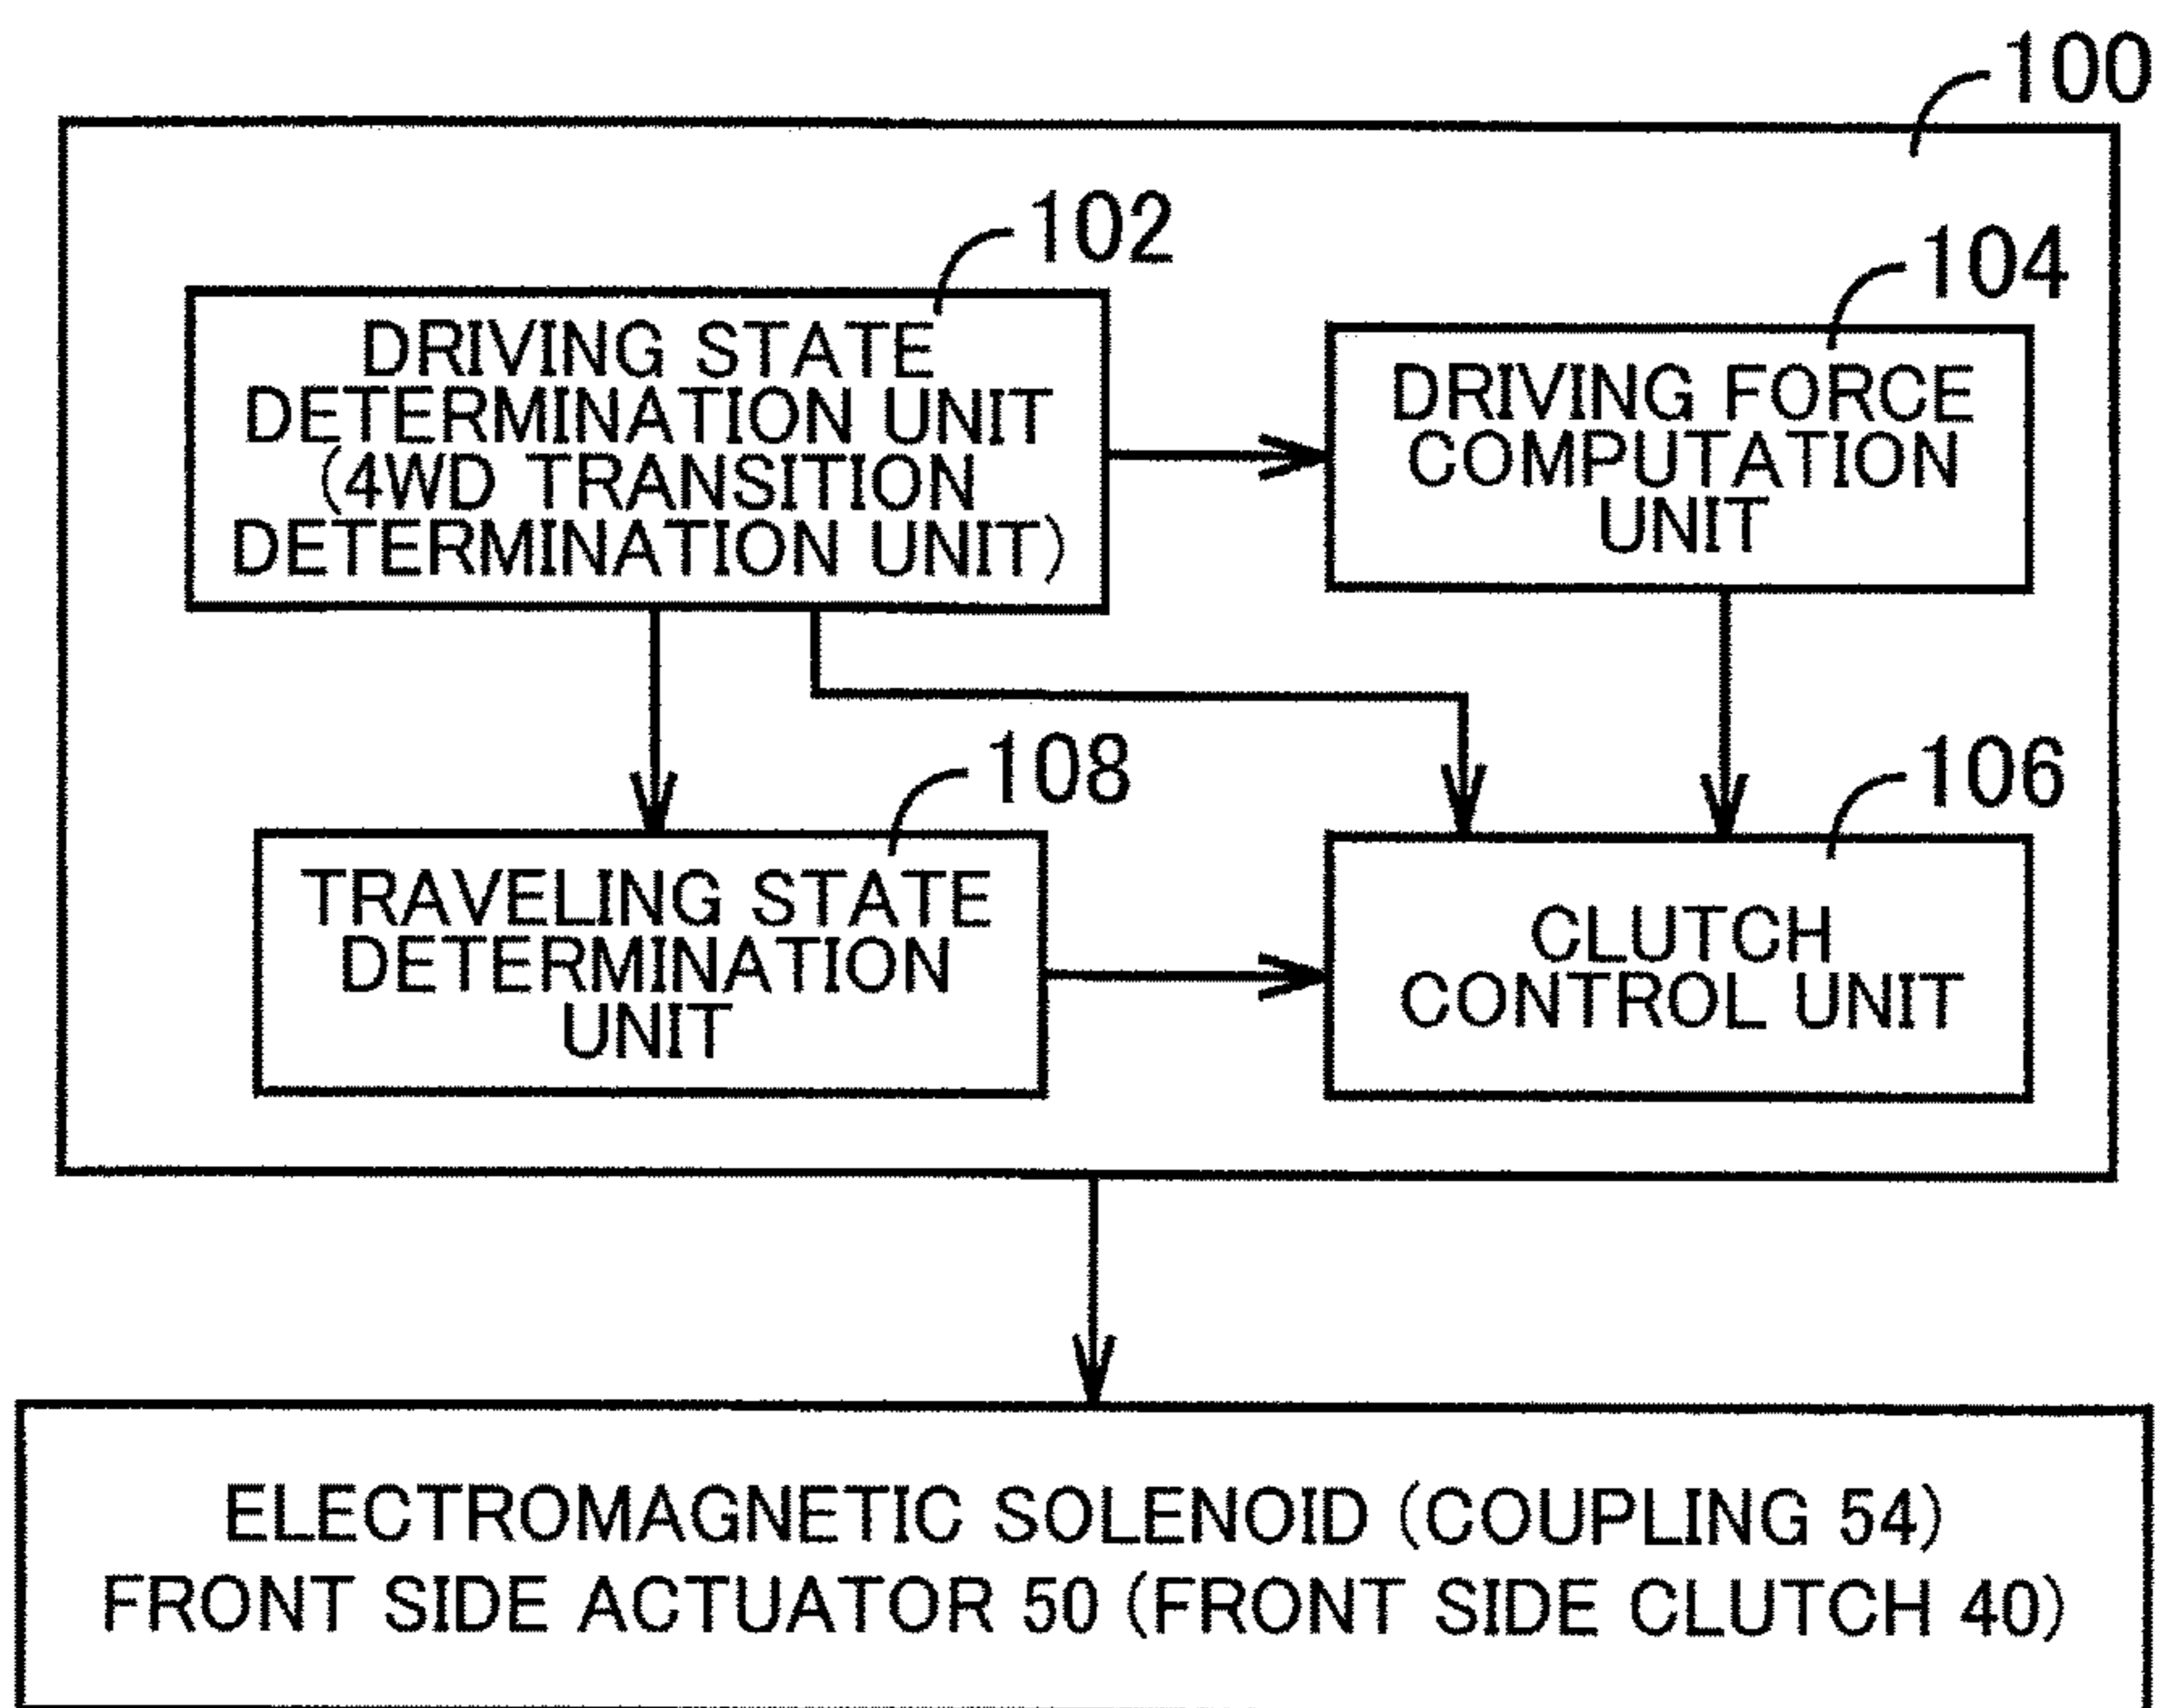 100
102
DRIVING STATE
DETERMINATION UNIT
(4WD TRANSITION
DETERMINATION UNIT)
104
DRIVING FORCE
COMPUTATION
UNIT
108
TRAVELING STATE
DETERMINATION
UNIT
106
CLUTCH
CONTROL UNIT
ELECTROMAGNETIC SOLENOID (COUPLING 54)
FRONT SIDE ACTUATOR 50 (FRONT SIDE CLUTCH 40)